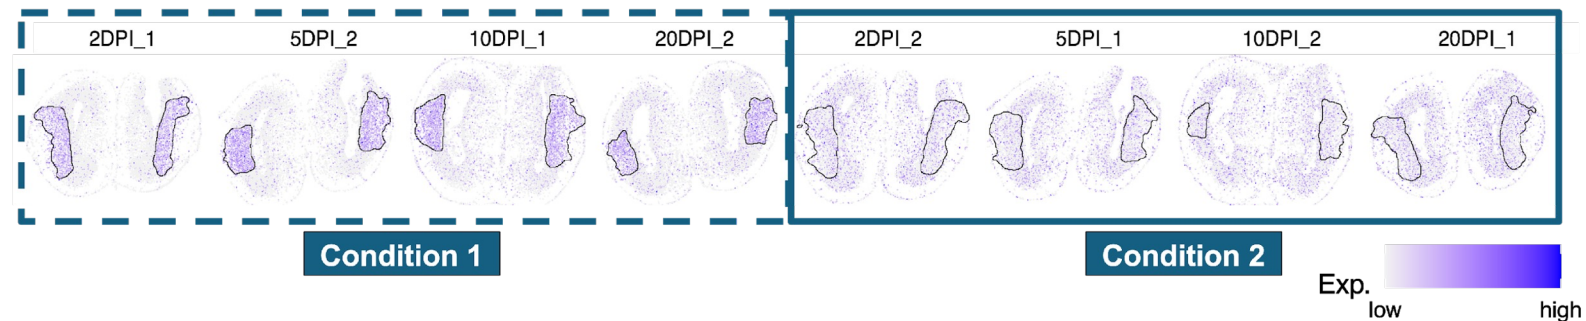 2DPI_1 5DPI_2 10DPI_1 20DPI_2 2DPI_2 5DPI_1 10DPI_2 20DPI_1
Condition 1 Condition 2
Exp.
low high